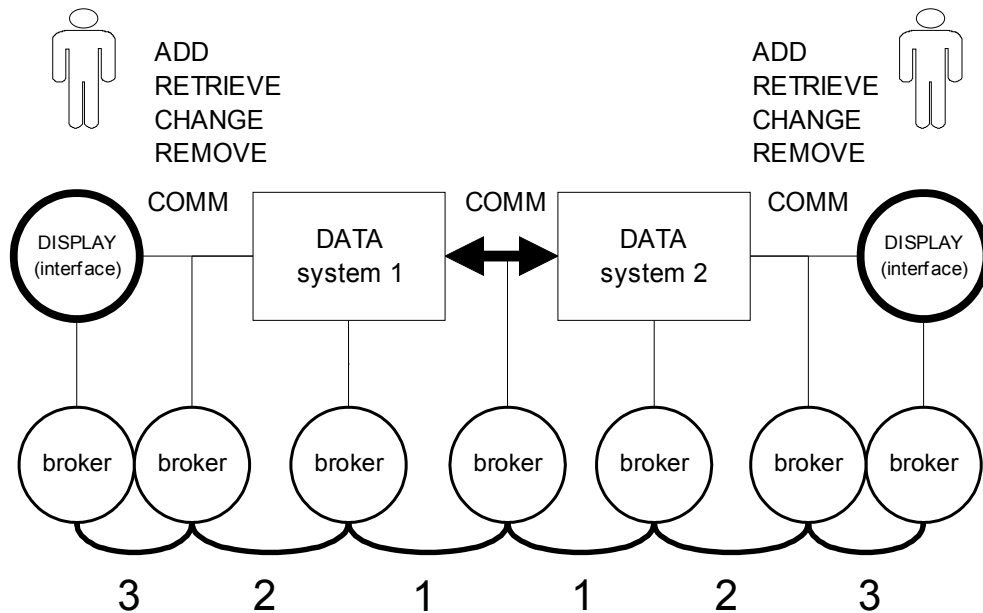 ADD
RETRIEVE
CHANGE
REMOVE
ADD
RETRIEVE
CHANGE
REMOVE
COMM
COMM
COMM
DISPLAY
(interface)
DATA
system 1
DATA
system 2
DISPLAY
(interface)
broker
broker
broker
broker
broker
broker
broker
3
2
1
1
2
3